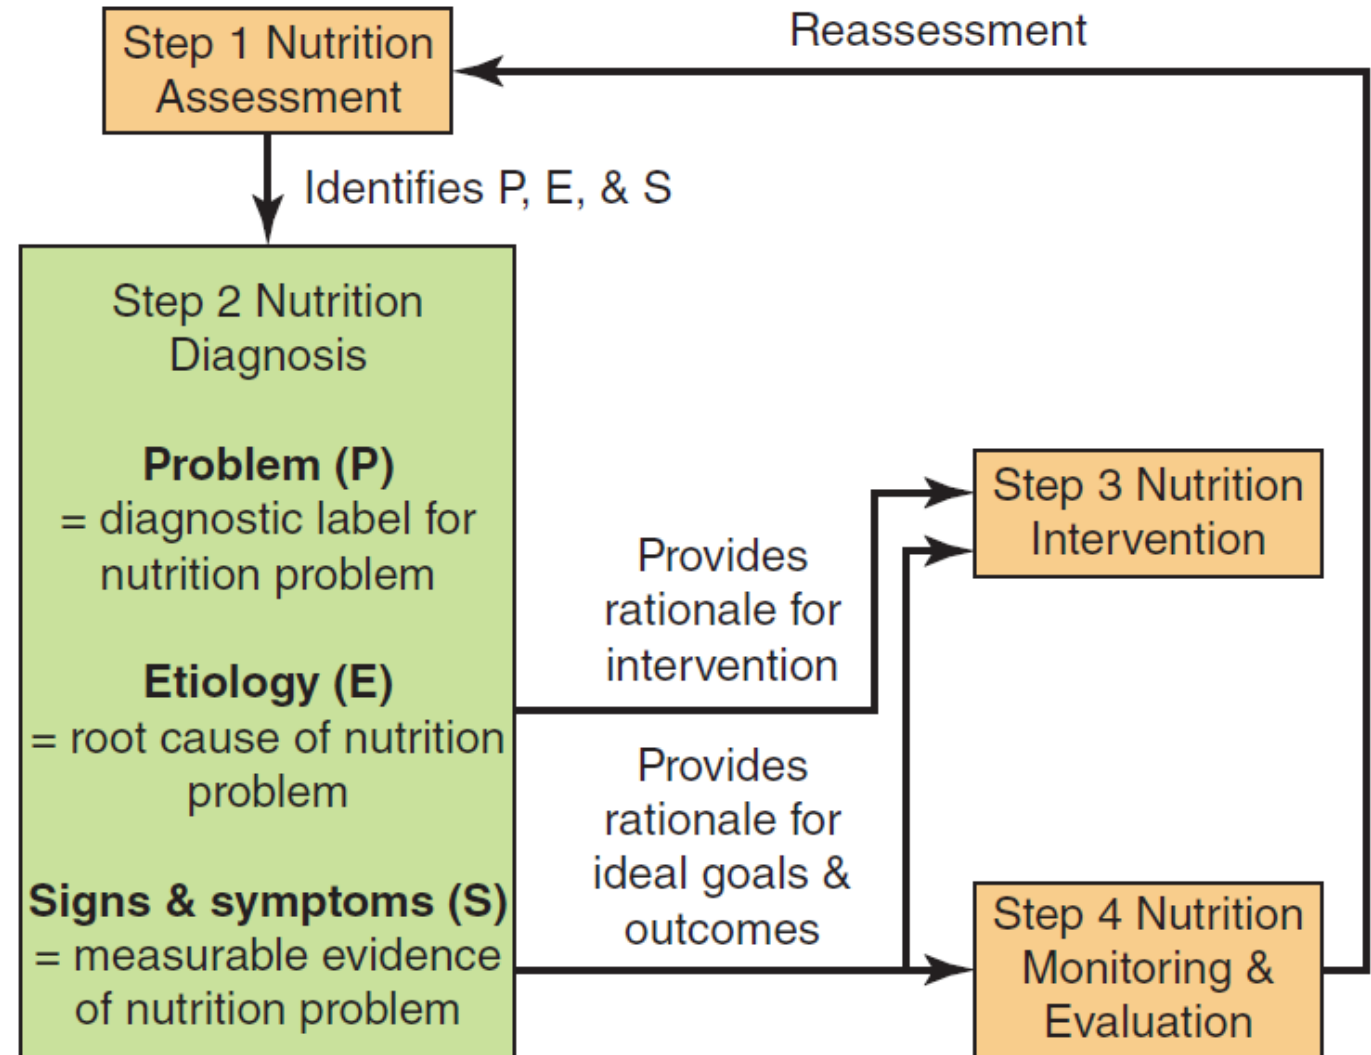 Step 1 Nutrition
Assessment
Reassessment
Identifies P, E, & S
Step 2 Nutrition
Diagnosis
Problem (P)
= diagnostic label for
nutrition problem
Etiology (E)
= root cause of nutrition
problem
Signs & symptoms (S)
= measurable evidence
of nutrition problem
Provides
rationale for
intervention
Provides
rationale for
ideal goals &
outcomes
Step 3 Nutrition
Intervention
Step 4 Nutrition
Monitoring &
Evaluation